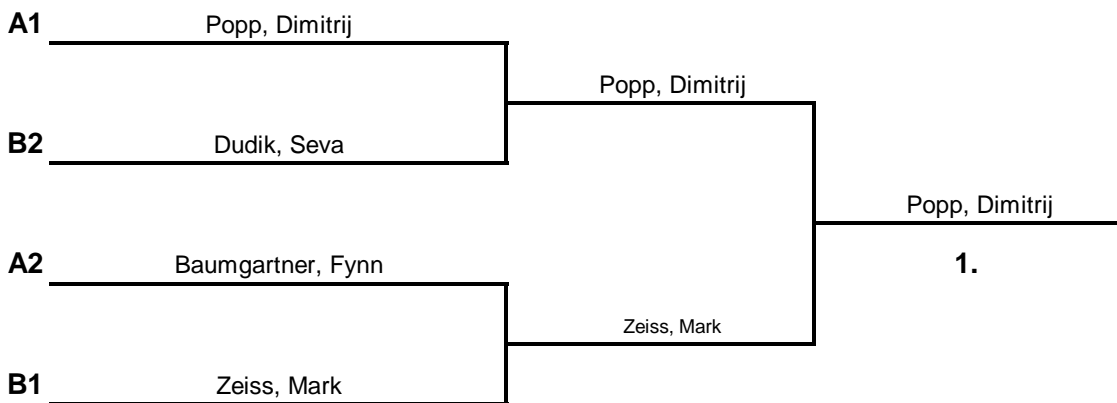 A1 Popp, Dimitrij
Popp, Dimitrij
B2 Dudik, Seva
Popp, Dimitrij
A2 Baumgartner, Fynn
1.
Zeiss, Mark
B1 Zeiss, Mark